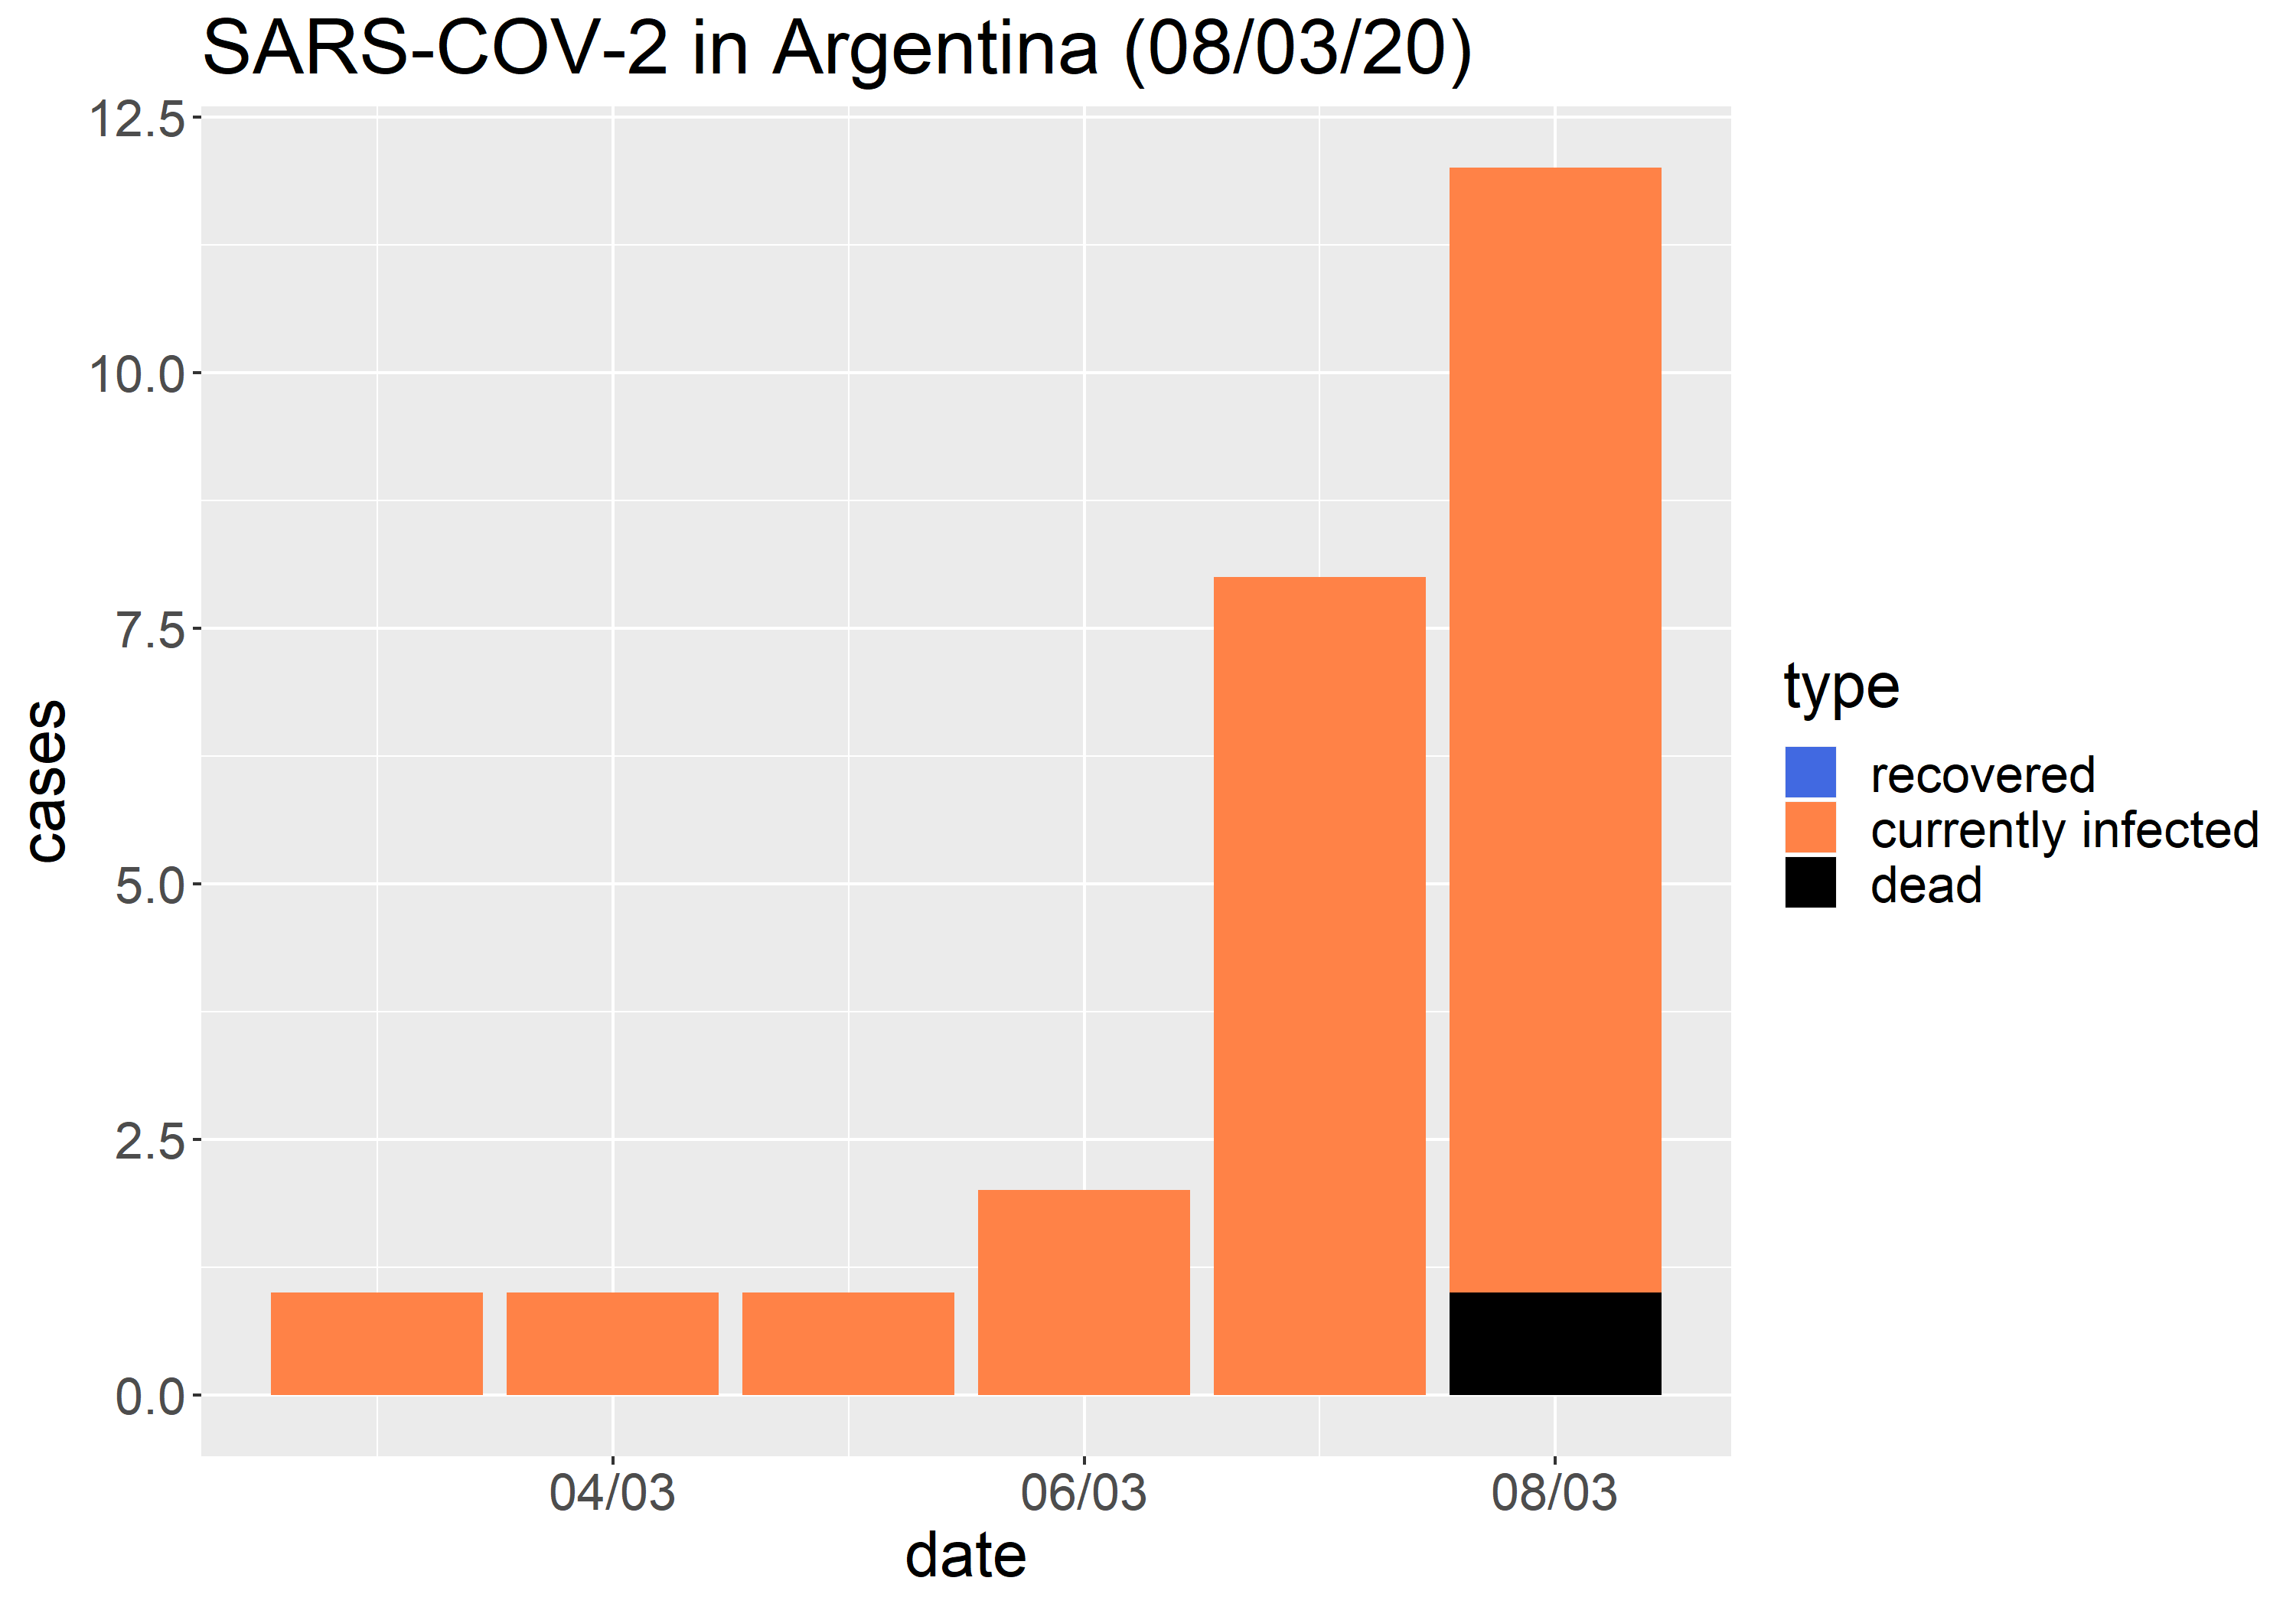 SARS-COV-2 in Argentina (08/03/20)
12.5
10.0
7.5
5.0
2.5
0.0
cases
04/03
06/03
08/03
date
type
recovered
currently infected
dead